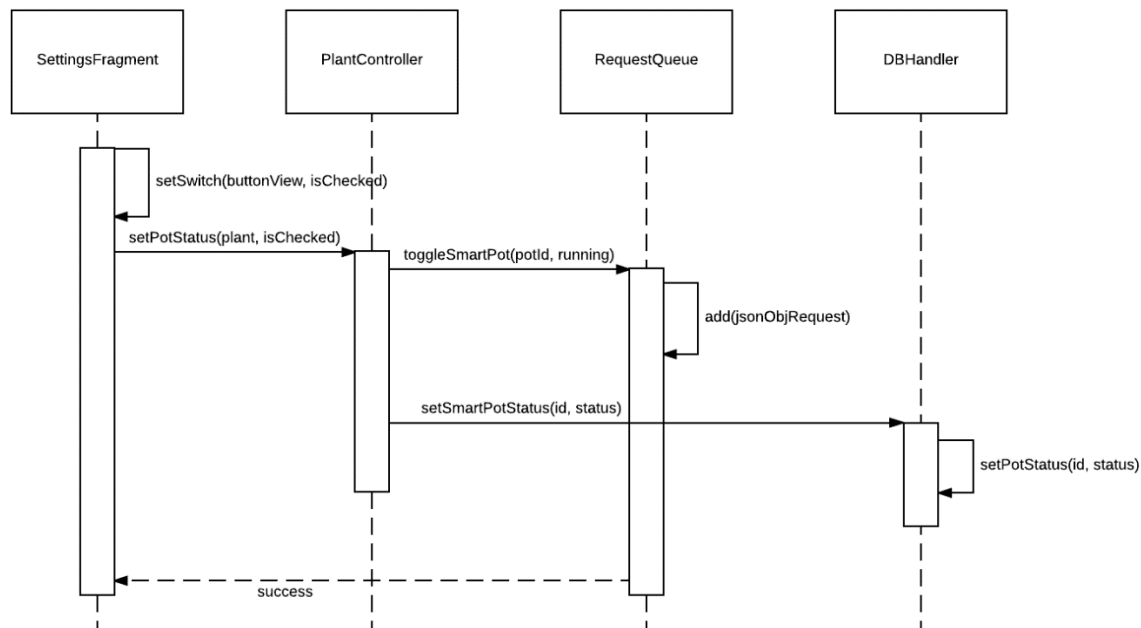 SettingsFragment
PlantController
RequestQueue
DBHandler
setSwitch(buttonView, isChecked)
setPotStatus(plant, isChecked)
toggleSmartPot(potId, running)
add(jsonObjRequest)
setSmartPotStatus(id, status)
setPotStatus(id, status)
success